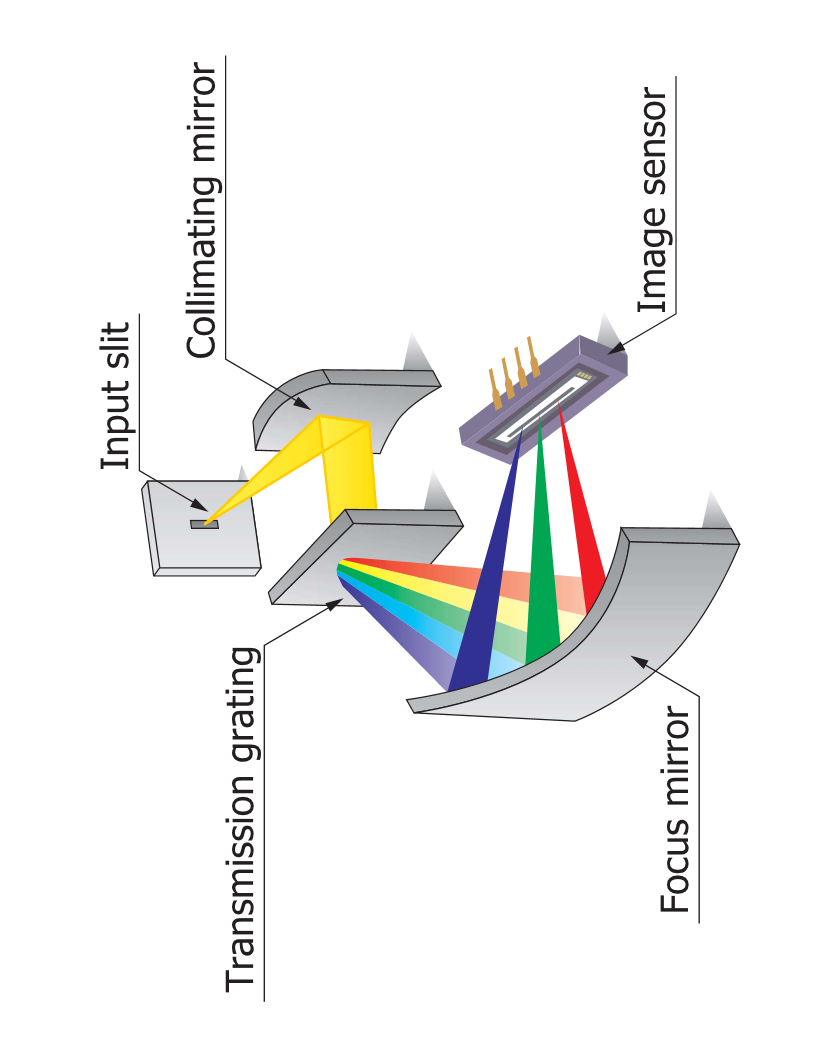 Input slit
Collimating mirror
Transmission grating
Image sensor
Focus mirror